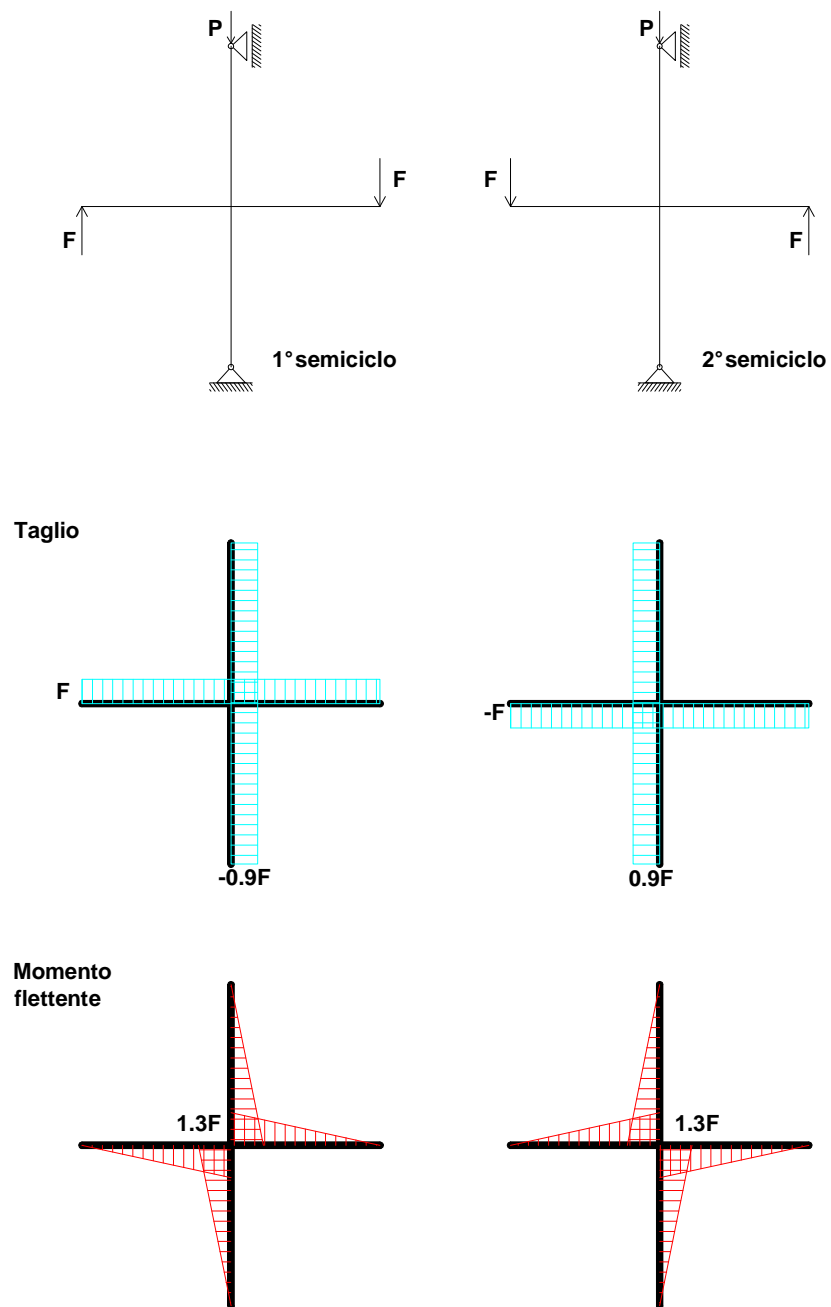 P
P
F
F
F
F
1° semiciclo
2° semiciclo
Taglio
F
-F
-0.9F
0.9F
Momento
flettente
1.3F
1.3F